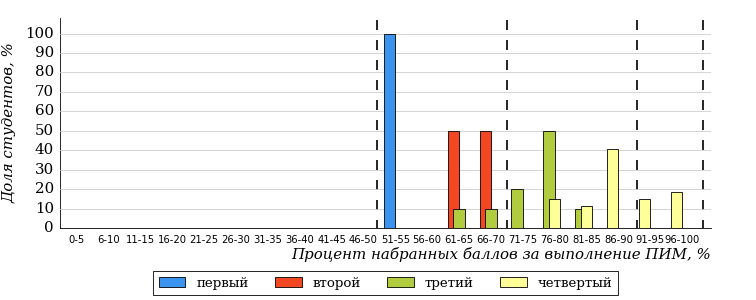 Доля студентов, %
100
90
80
70
60
50
40
30
20
10
0
0-5 6-10 11-15 16-20 21-25 26-30 31-35 36-40 41-45 46-50 51-55 56-60 61-65 66-70 71-75 76-80 81-85 86-90 91-95 96-100
Процент набранных баллов за выполнение ПИМ, %
первый второй третий четвертый